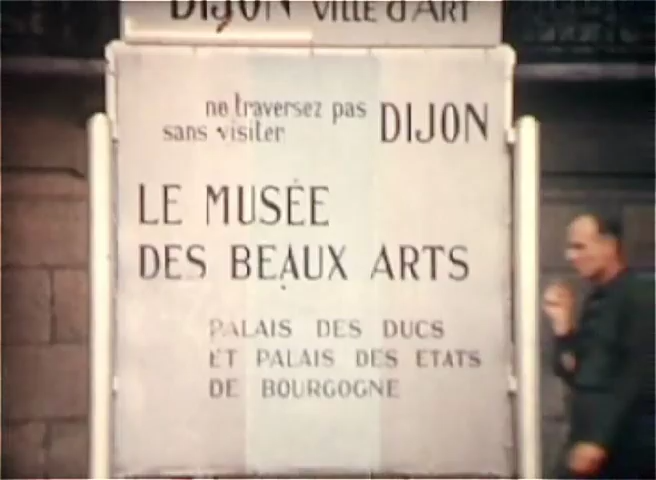 DIJON VILLE d'ART
ne traversez pas DIJON
sans visiter
LE MUSÉE
DES BEAUX ARTS
PALAIS DES DUCS
ET PALAIS DES ETATS
DE BOURGOGNE